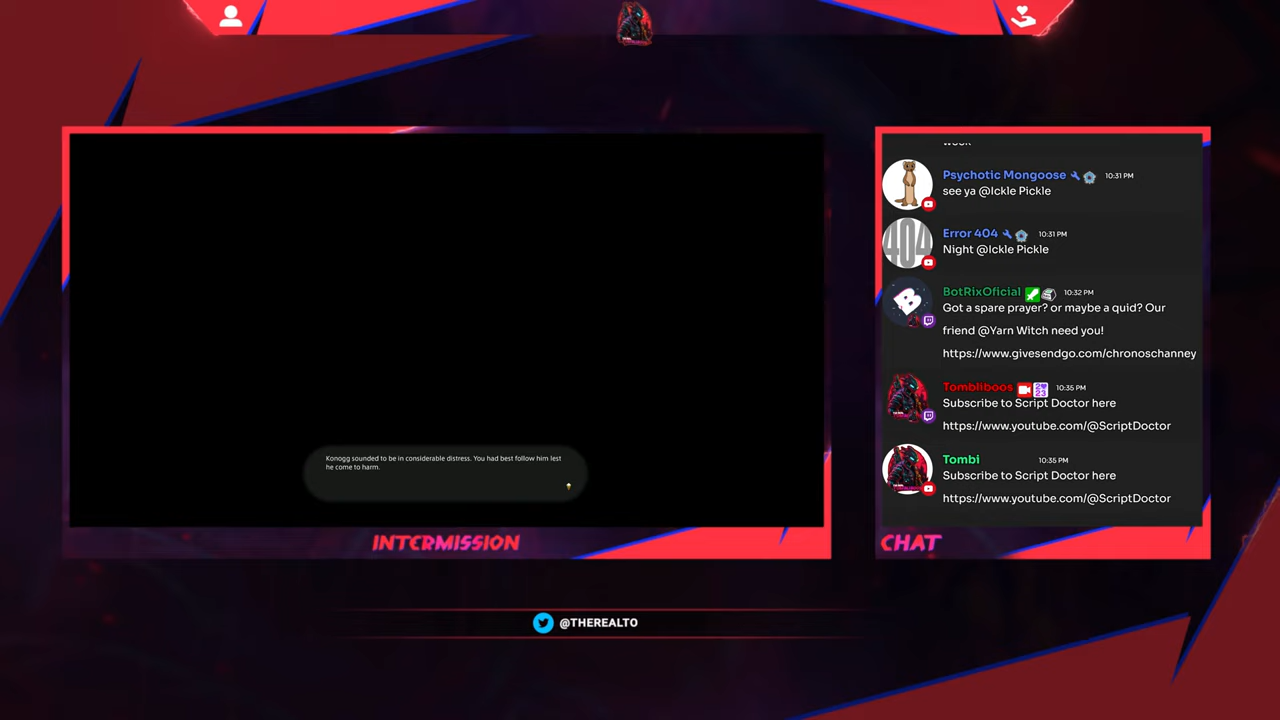 Konogg sounded to be in considerable distress. You had best follow him lest
he come to harm.
INTERMISSION
Psychotic Mongoose 10:31 PM
see ya @Ickle Pickle
404
Error 404 10:31 PM
Night @Ickle Pickle
BotRixOficial 10:32 PM
Got a spare prayer? or maybe a quid? Our
friend @Yarn Witch need you!
https://www.givesendgo.com/chronoschanney
Tombliboos 10:35 PM
Subscribe to Script Doctor here
https://www.youtube.com/@ScriptDoctor
Tombi 10:35 PM
Subscribe to Script Doctor here
https://www.youtube.com/@ScriptDoctor
CHAT
@THEREALTO